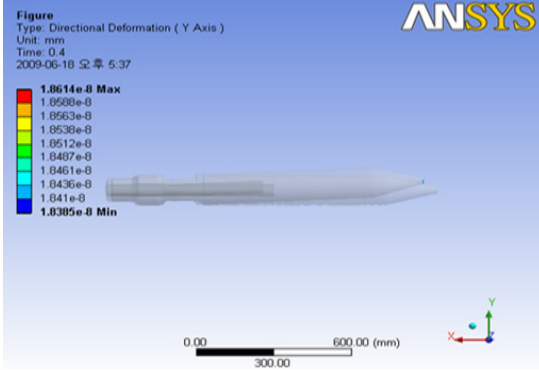 Figure
Type: Directional Deformation ( Y Axis )
Unit: mm
Time: 0.4
2009-06-18 오후 5:37
ANSYS
1.8614e-8 Max
1.8588e-8
1.8563e-8
1.8538e-8
1.8512e-8
1.8487e-8
1.8461e-8
1.8436e-8
1.841e-8
1.8385e-8 Min
Y
X
0.00
600.00 (mm)
300.00